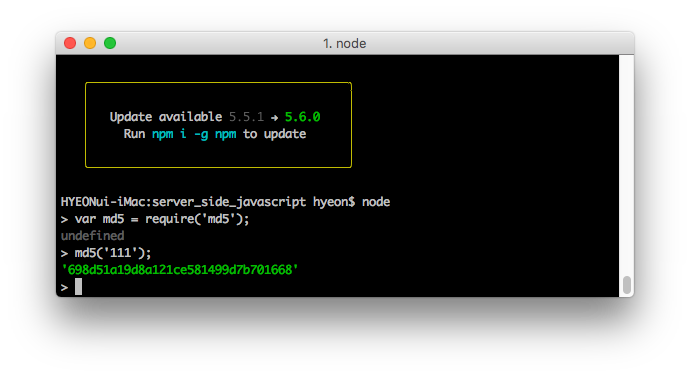 1. node
Update available 5.5.1 → 5.6.0
Run npm i -g npm to update
HYEONui-iMac:server_side_javascript hyeon$ node
> var md5 = require('md5');
undefined
> md5('111');
'698d51a19d8a121ce581499d7b701668'
>